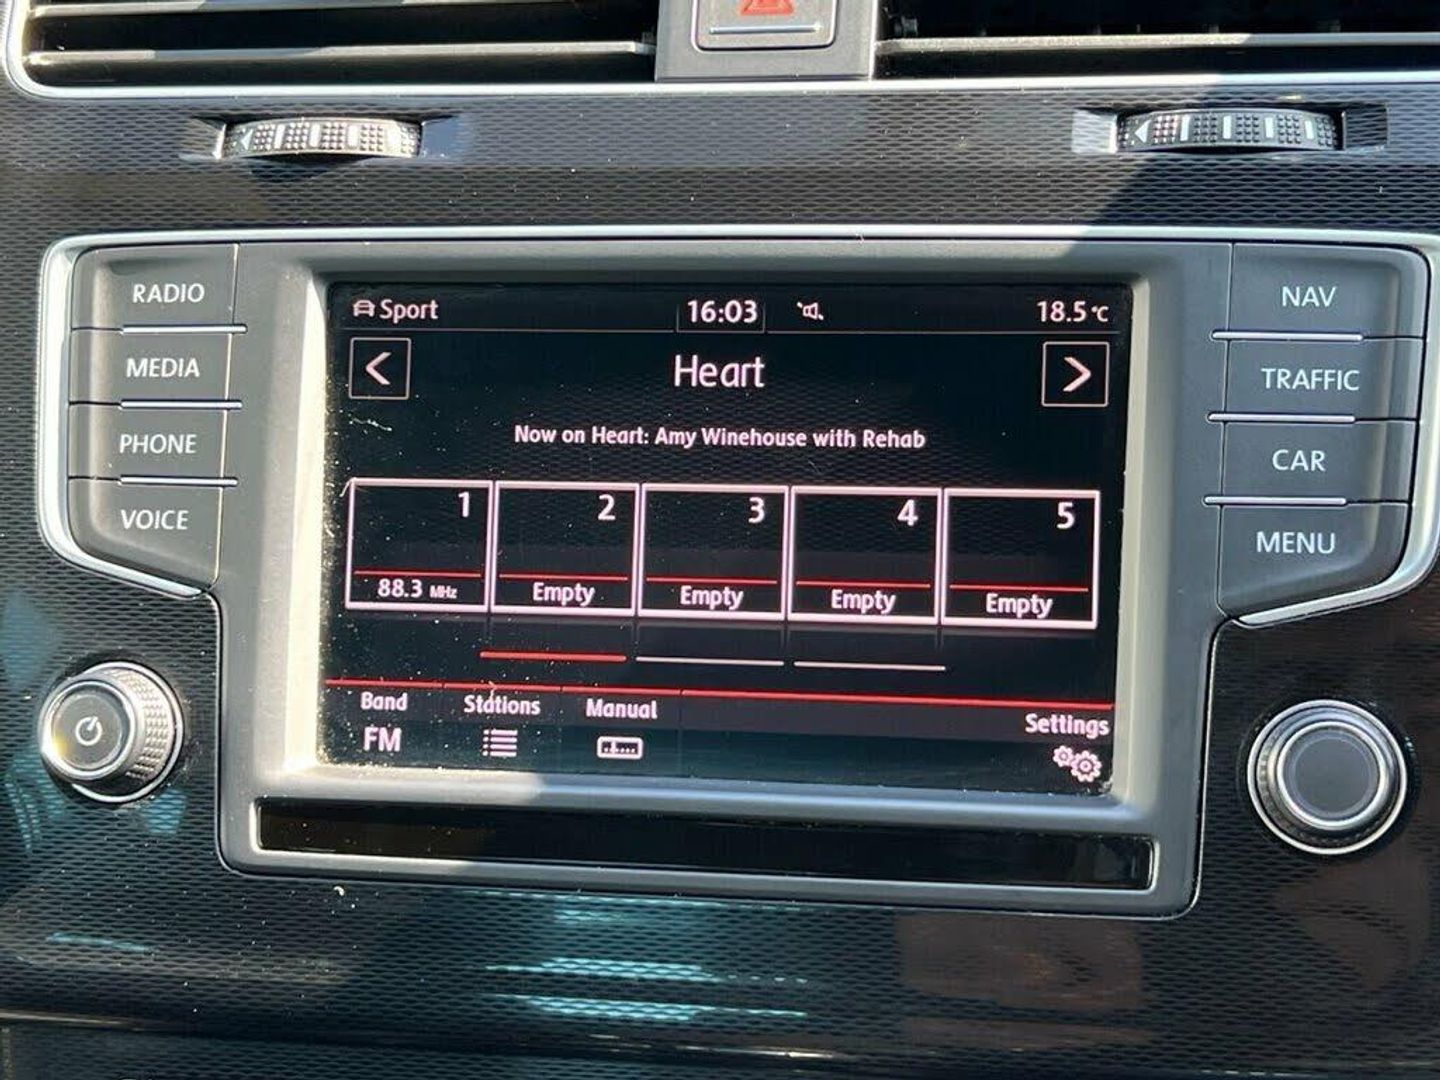 RADIO
MEDIA
PHONE
VOICE
Sport 16:03 18.5 °C
Heart
Now on Heart: Amy Winehouse with Rehab
1 2 3 4 5
88.3 MHz Empty Empty Empty Empty
Band Stations Manual Settings
FM
NAV
TRAFFIC
CAR
MENU